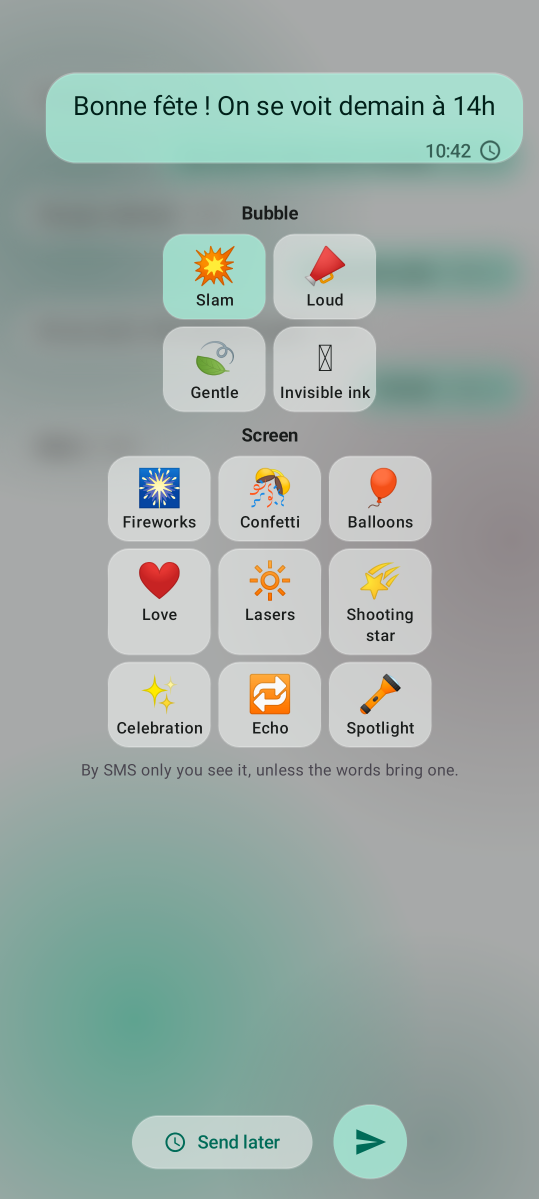 Bonne fête ! On se voit demain à 14h
10:42
Bubble
Slam
Loud
Gentle
Invisible ink
Screen
Fireworks
Confetti
Balloons
Love
Lasers
Shooting
star
Celebration
Echo
Spotlight
By SMS only you see it, unless the words bring one.
Send later